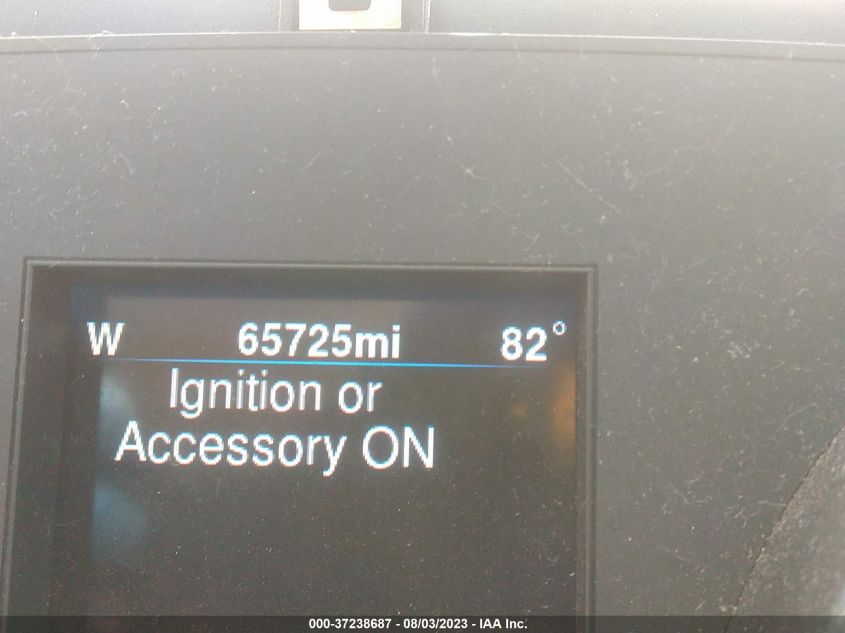 W 65725mi 82°
Ignition or
Accessory ON
000-37238687 - 08/03/2023 - IAA Inc.